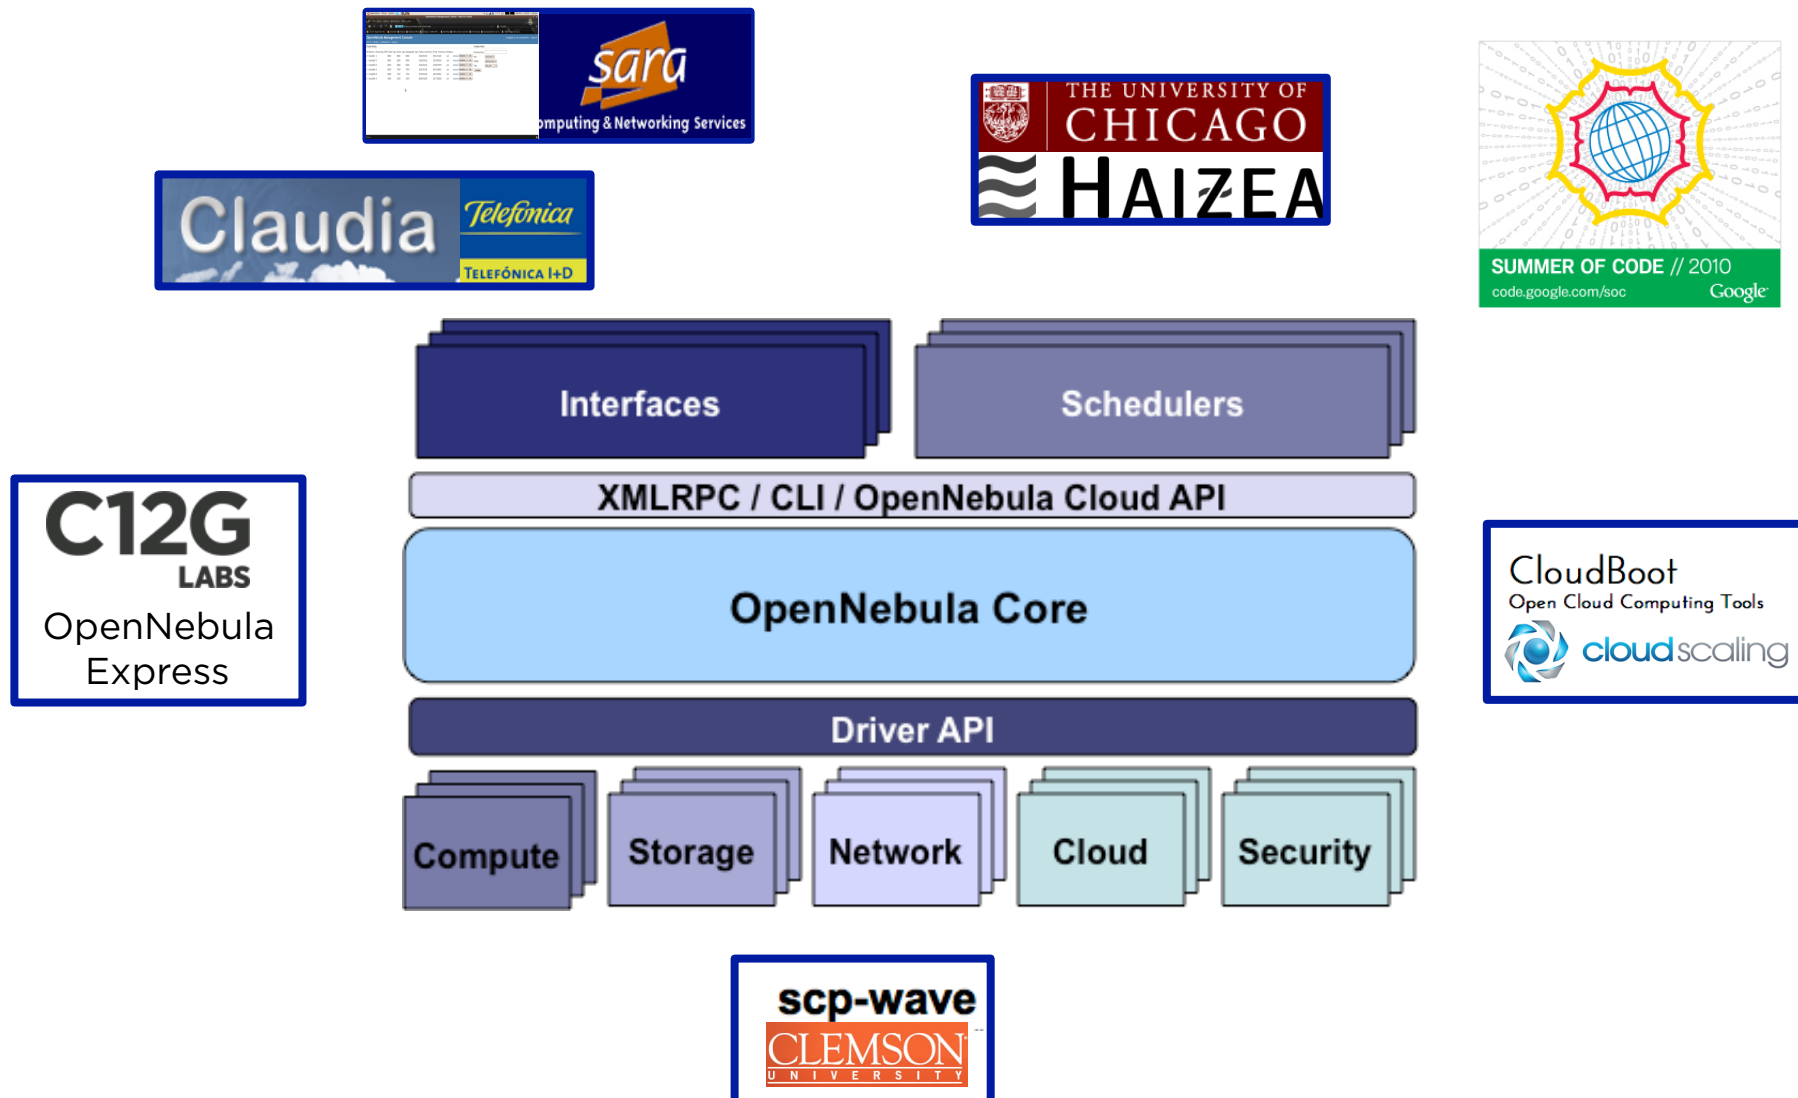 sara
omputing & Networking Services
THE UNIVERSITY OF
CHICAGO
HAIZEA
Claudia
Telefónica
TELEFÓNICA I+D
SUMMER OF CODE // 2010
code.google.com/soc
Google
Interfaces
Schedulers
XMLRPC / CLI / OpenNebula Cloud API
C12G
LABS
OpenNebula
Express
OpenNebula Core
CloudBoot
Open Cloud Computing Tools
cloudscaling
Driver API
Compute
Storage
Network
Cloud
Security
scp-wave
CLEMSON
UNIVERSITY